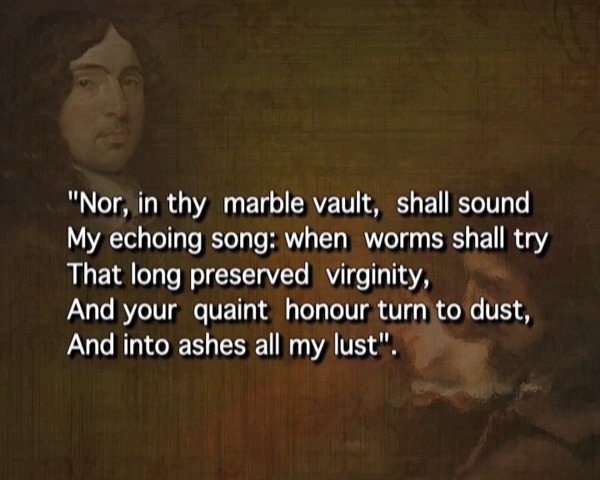 "Nor, in thy marble vault, shall sound
My echoing song: when worms shall try
That long preserved virginity,
And your quaint honour turn to dust,
And into ashes all my lust".